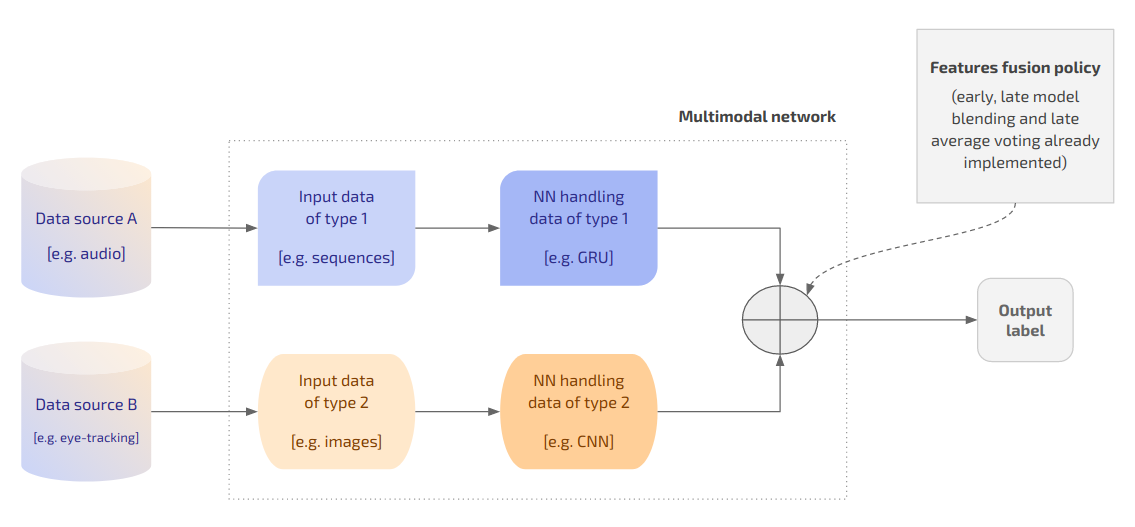 Features fusion policy
(early, late model
blending and late
average voting already
implemented)
Multimodal network
Data source A
[e.g. audio]
Input data
of type 1
[e.g. sequences]
NN handling
data of type 1
[e.g. GRU]
Output
label
Data source B
[e.g. eye-tracking]
Input data
of type 2
[e.g. images]
NN handling
data of type 2
[e.g. CNN]